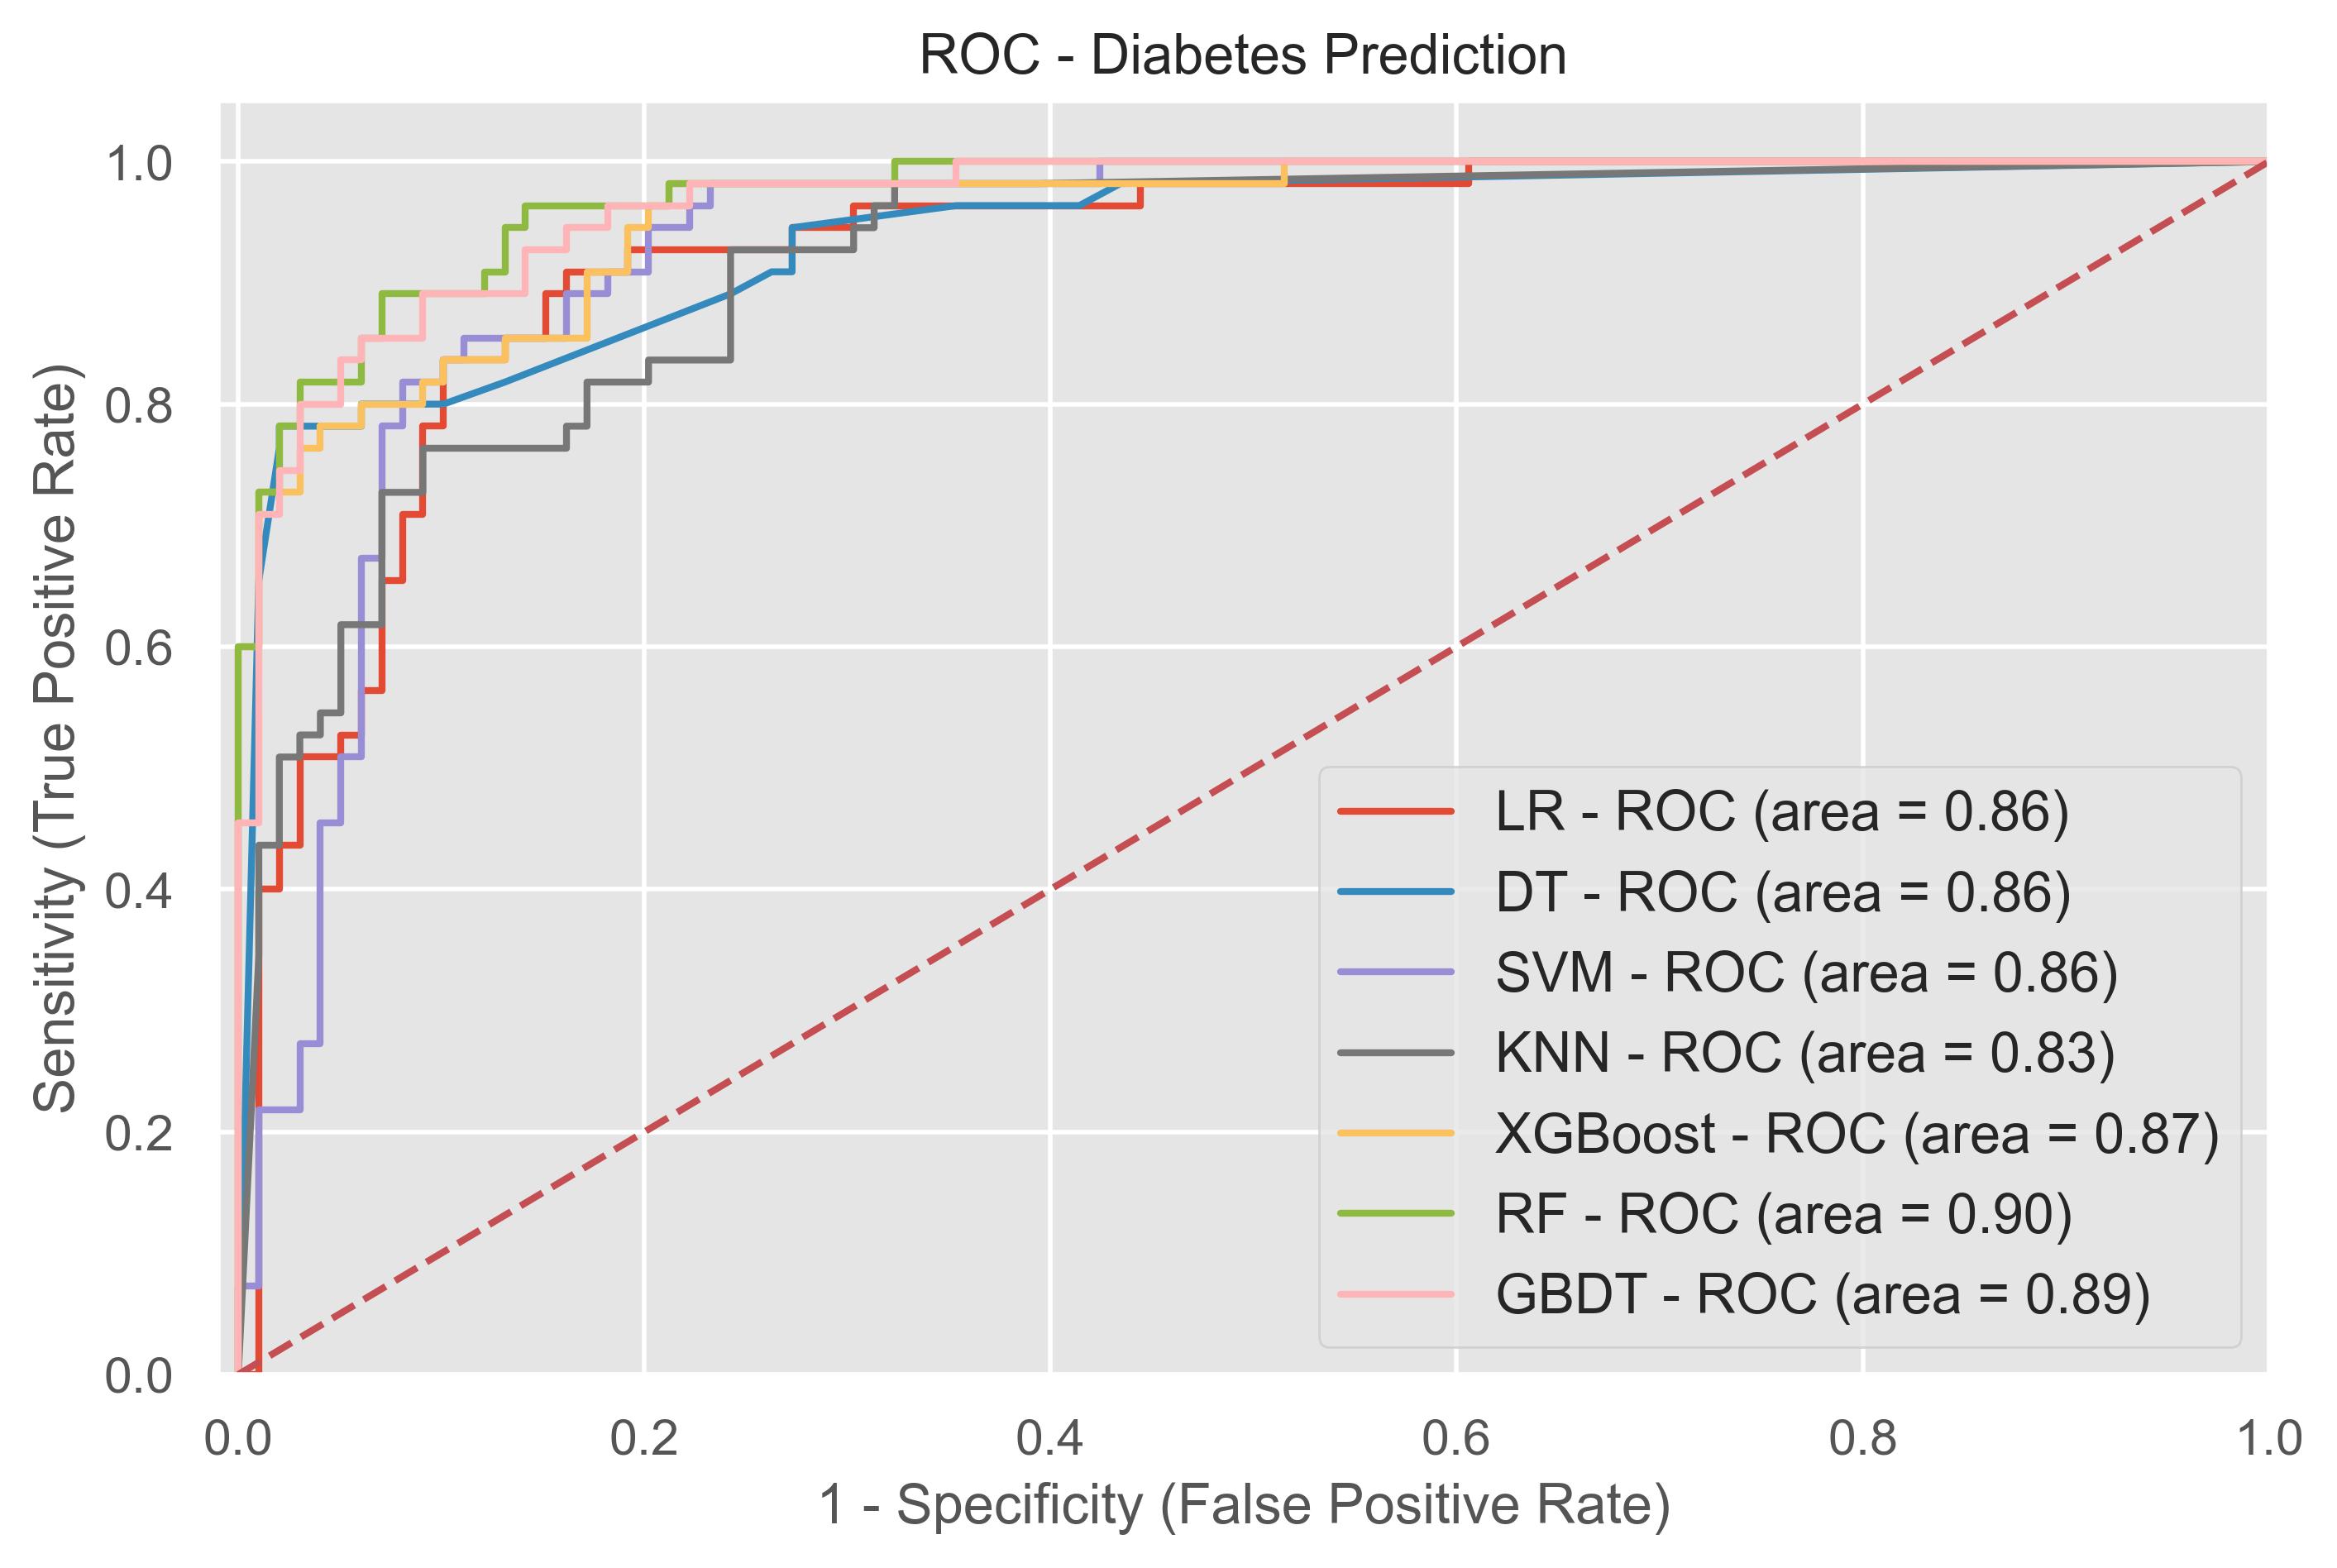 ROC - Diabetes Prediction
Sensitivity (True Positive Rate)
1.0
0.8
0.6
0.4
0.2
0.0
LR - ROC (area = 0.86)
DT - ROC (area = 0.86)
SVM - ROC (area = 0.86)
KNN - ROC (area = 0.83)
XGBoost - ROC (area = 0.87)
RF - ROC (area = 0.90)
GBDT - ROC (area = 0.89)
0.0 0.2 0.4 0.6 0.8 1.0
1 - Specificity (False Positive Rate)